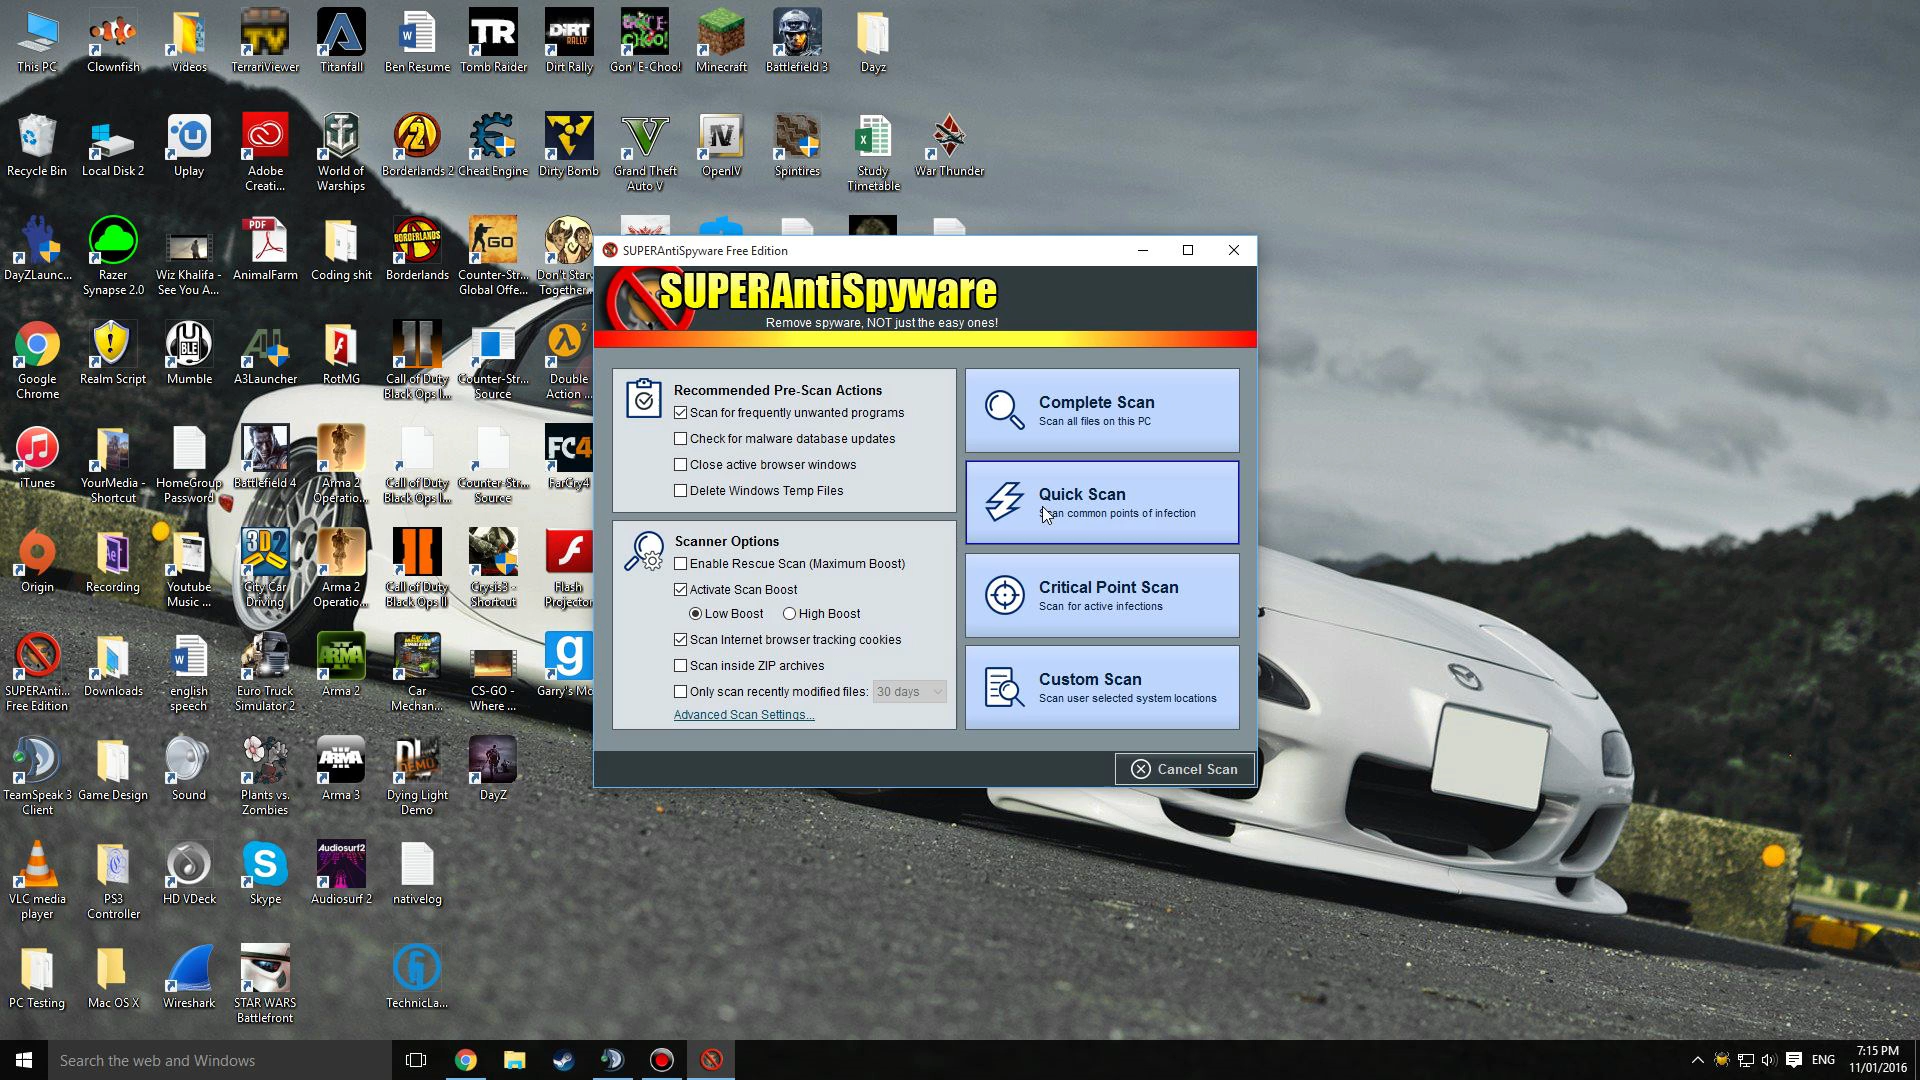 This PC
Clownfish
Videos
TerrariViewer
Titanfall
Ben Resume
Tomb Raider
Dirt Rally
Gon' E-Choo!
Minecraft
Battlefield 3
Dayz
Recycle Bin
Local Disk 2
Uplay
Adobe
Creati...
World of
Warships
Borderlands 2
Cheat Engine
Dirty Bomb
Grand Theft
Auto V
OpenIV
Spintires
Study
Timetable
War Thunder
DayZLaunc...
Razer
Synapse 2.0
Wiz Khalifa -
See You A...
AnimalFarm
Coding shit
Borderlands
Counter-Str...
Global Offe...
Don't Starv
Together...
Google
Chrome
Realm Script
Mumble
A3Launcher
RotMG
Call of Duty
Black Ops I...
Counter-Str...
Source
Double
Action ...
iTunes
YourMedia -
Shortcut
HomeGroup
Password
Battlefield 4
Arma 2
Operatio...
Call of Duty
Black Ops I...
Counter-Str...
Source
FarCry4
Origin
Recording
Youtube
Music ...
City Car
Driving
Arma 2
Operatio...
Call of Duty
Black Ops II
Crysis3 -
Shortcut
Flash
Projector
SUPERAnti...
Free Edition
Downloads
english
speech
Euro Truck
Simulator 2
Arma 2
Car
Mechan...
CS-GO -
Where ...
Garry's Mo
TeamSpeak 3
Client
Game Design
Sound
Plants vs.
Zombies
Arma 3
Dying Light
Demo
DayZ
VLC media
player
PS3
Controller
HD VDeck
Skype
Audiosurf 2
nativelog
PC Testing
Mac OS X
Wireshark
STAR WARS
Battlefront
TechnicLa...
SUPERAntiSpyware Free Edition
SUPERAntiSpyware
Remove spyware, NOT just the easy ones!
Recommended Pre-Scan Actions
Scan for frequently unwanted programs
Check for malware database updates
Close active browser windows
Delete Windows Temp Files
Scanner Options
Enable Rescue Scan (Maximum Boost)
Activate Scan Boost
Low Boost
High Boost
Scan Internet browser tracking cookies
Scan inside ZIP archives
Only scan recently modified files: 30 days
Advanced Scan Settings...
Complete Scan
Scan all files on this PC
Quick Scan
Scan common points of infection
Critical Point Scan
Scan for active infections
Custom Scan
Scan user selected system locations
Cancel Scan
Search the web and Windows
ENG
7:15 PM
11/01/2016